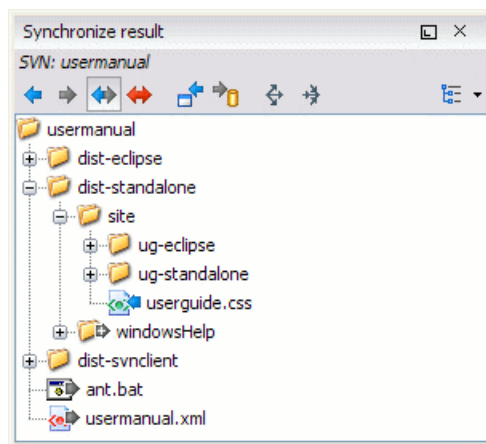 Synchronize result
SVN: usermanual
usermanual
dist-eclipse
dist-standalone
site
ug-eclipse
ug-standalone
userguide.css
windowsHelp
dist-svnclient
ant.bat
usermanual.xml